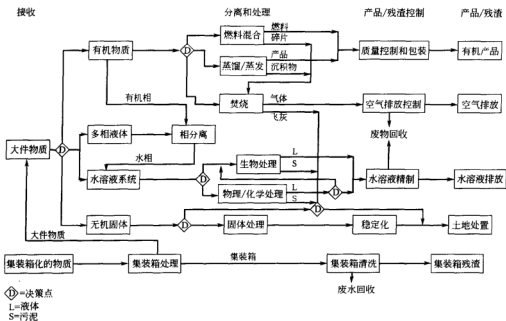 接收 分离和处理 产品/残渣控制 产品/残渣
有机物质 D 燃料混合 燃料 碎片
蒸馏/蒸发 产品 沉积物 质量控制和包装 有机产品
有机相 焚烧 气体 飞灰 空气排放控制 空气排放
大件物质 D 多相液体 相分离 废物回收
水相 生物处理 L S
水溶液系统 D 物理/化学处理 L S D 水溶液精制 水溶液排放
无机固体 D 固体处理 D 稳定化 土地处置
大件物质
集装箱化的物质 集装箱处理 集装箱 集装箱清洗 集装箱残渣
废水回收
D=决策点
L=液体
S=污泥